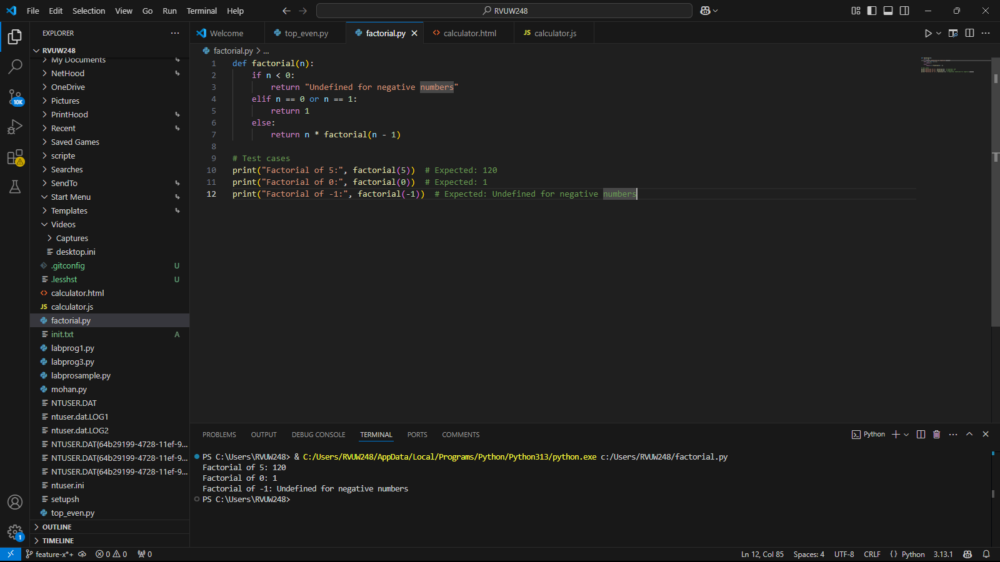 File Edit Selection View Go Run Terminal Help
RVUW248
EXPLORER
RVUW248
My Documents
NetHood
OneDrive
Pictures
PrintHood
Recent
Saved Games
scripte
Searches
SendTo
Start Menu
Templates
Videos
Captures
desktop.ini
.gitconfig U
.lesshst U
calculator.html
JS calculator.js
factorial.py
init.txt A
labprog1.py
labprog3.py
labprosample.py
mohan.py
NTUSER.DAT
ntuser.dat.LOG1
ntuser.dat.LOG2
NTUSER.DAT{64b29199-4728-11ef-9...
NTUSER.DAT{64b29199-4728-11ef-9...
NTUSER.DAT{64b29199-4728-11ef-9...
ntuser.ini
setupsh
top_even.py
OUTLINE
TIMELINE
10K
1
Welcome top_even.py factorial.py calculator.html JS calculator.js
factorial.py > ...
1 def factorial(n):
2 if n < 0:
3 return "Undefined for negative numbers"
4 elif n == 0 or n == 1:
5 return 1
6 else:
7 return n * factorial(n - 1)
8
9 # Test cases
10 print("Factorial of 5:", factorial(5)) # Expected: 120
11 print("Factorial of 0:", factorial(0)) # Expected: 1
12 print("Factorial of -1:", factorial(-1)) # Expected: Undefined for negative numbers
PROBLEMS OUTPUT DEBUG CONSOLE TERMINAL PORTS COMMENTS Python
PS C:\Users\RVUW248> & C:/Users/RVUW248/AppData/Local/Programs/Python/Python313/python.exe c:/Users/RVUW248/factorial.py
Factorial of 5: 120
Factorial of 0: 1
Factorial of -1: Undefined for negative numbers
PS C:\Users\RVUW248>
feature-x*+ 0 0 0 Ln 12, Col 85 Spaces: 4 UTF-8 CRLF {} Python 3.13.1